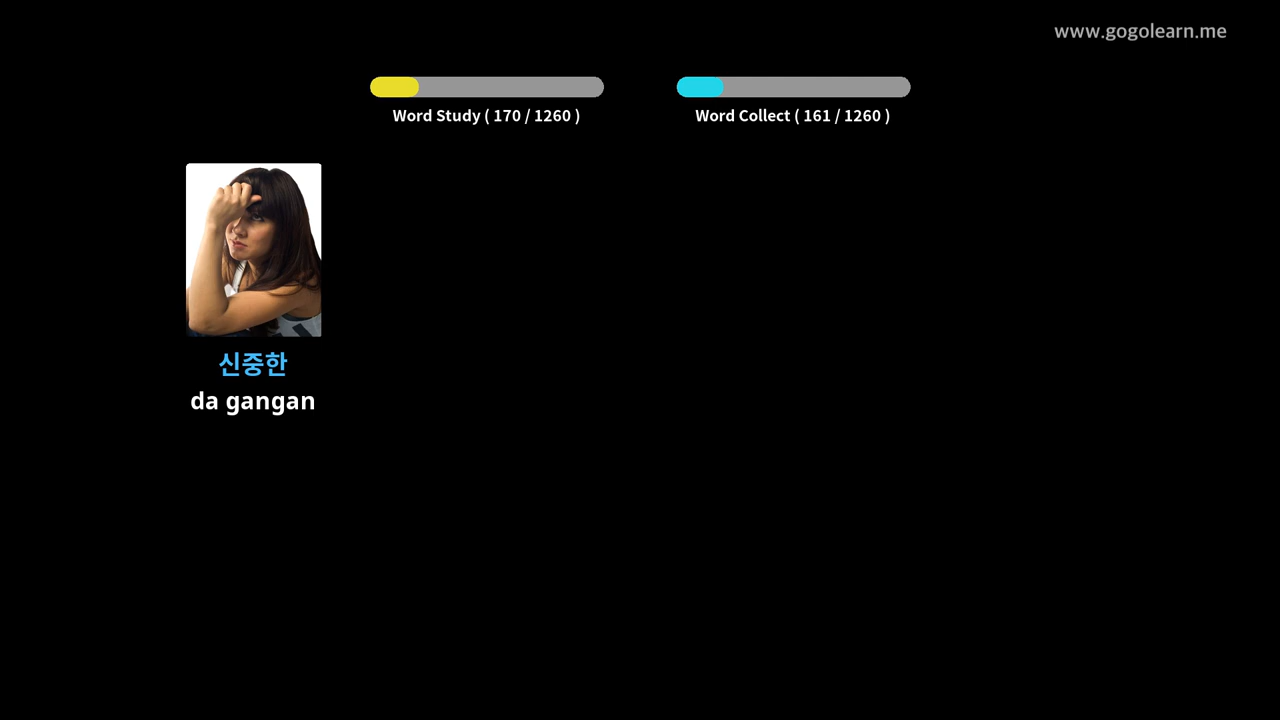 www.gogolearn.me
Word Study ( 170 / 1260 )
Word Collect ( 161 / 1260 )
신중한
da gangan